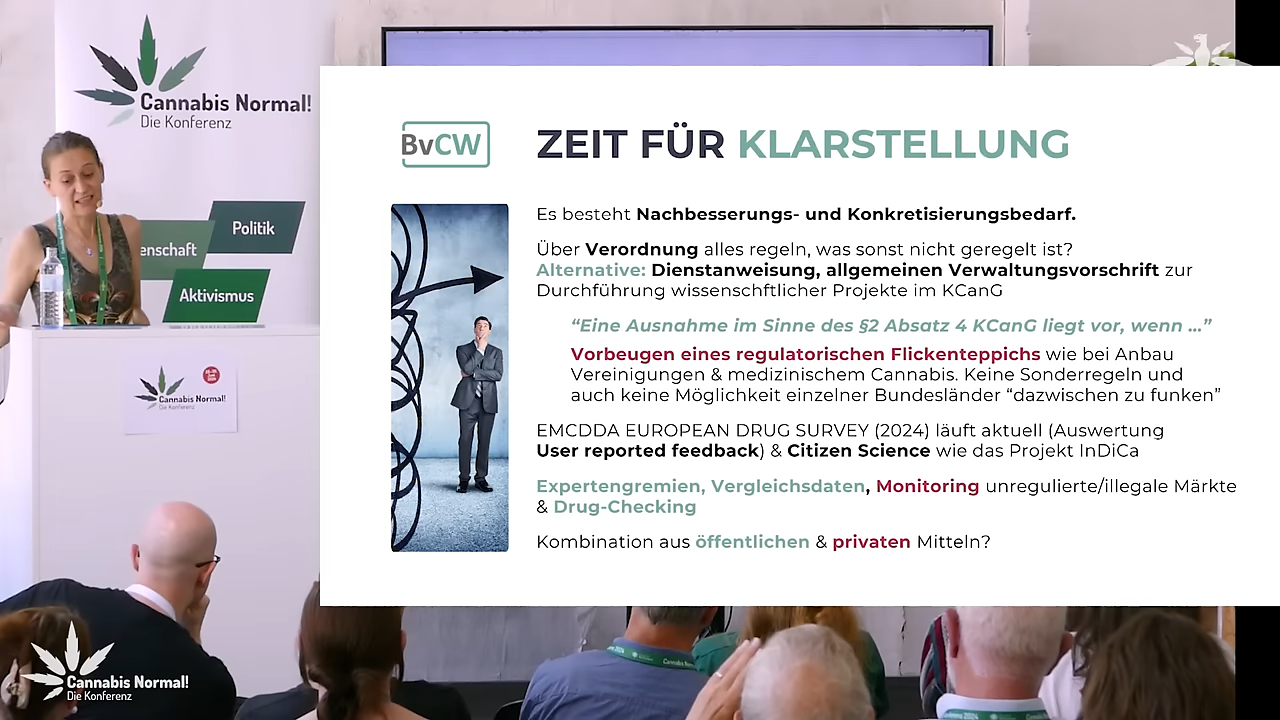 Cannabis Normal!
Die Konferenz
enschaft
Politik
Aktivismus
Cannabis Normal!
Die Konferenz
BvCW
ZEIT FÜR KLARSTELLUNG
Es besteht Nachbesserungs- und Konkretisierungsbedarf.
Über Verordnung alles regeln, was sonst nicht geregelt ist?
Alternative: Dienstanweisung, allgemeinen Verwaltungsvorschrift zur
Durchführung wissenschftlicher Projekte im KCanG
“Eine Ausnahme im Sinne des §2 Absatz 4 KCanG liegt vor, wenn ...”
Vorbeugen eines regulatorischen Flickenteppichs wie bei Anbau
Vereinigungen & medizinischem Cannabis. Keine Sonderregeln und
auch keine Möglichkeit einzelner Bundesländer “dazwischen zu funken”
EMCDDA EUROPEAN DRUG SURVEY (2024) läuft aktuell (Auswertung
User reported feedback) & Citizen Science wie das Projekt InDiCa
Expertengremien, Vergleichsdaten, Monitoring unregulierte/illegale Märkte
& Drug-Checking
Kombination aus öffentlichen & privaten Mitteln?
Cannabis Normal!
Die Konferenz